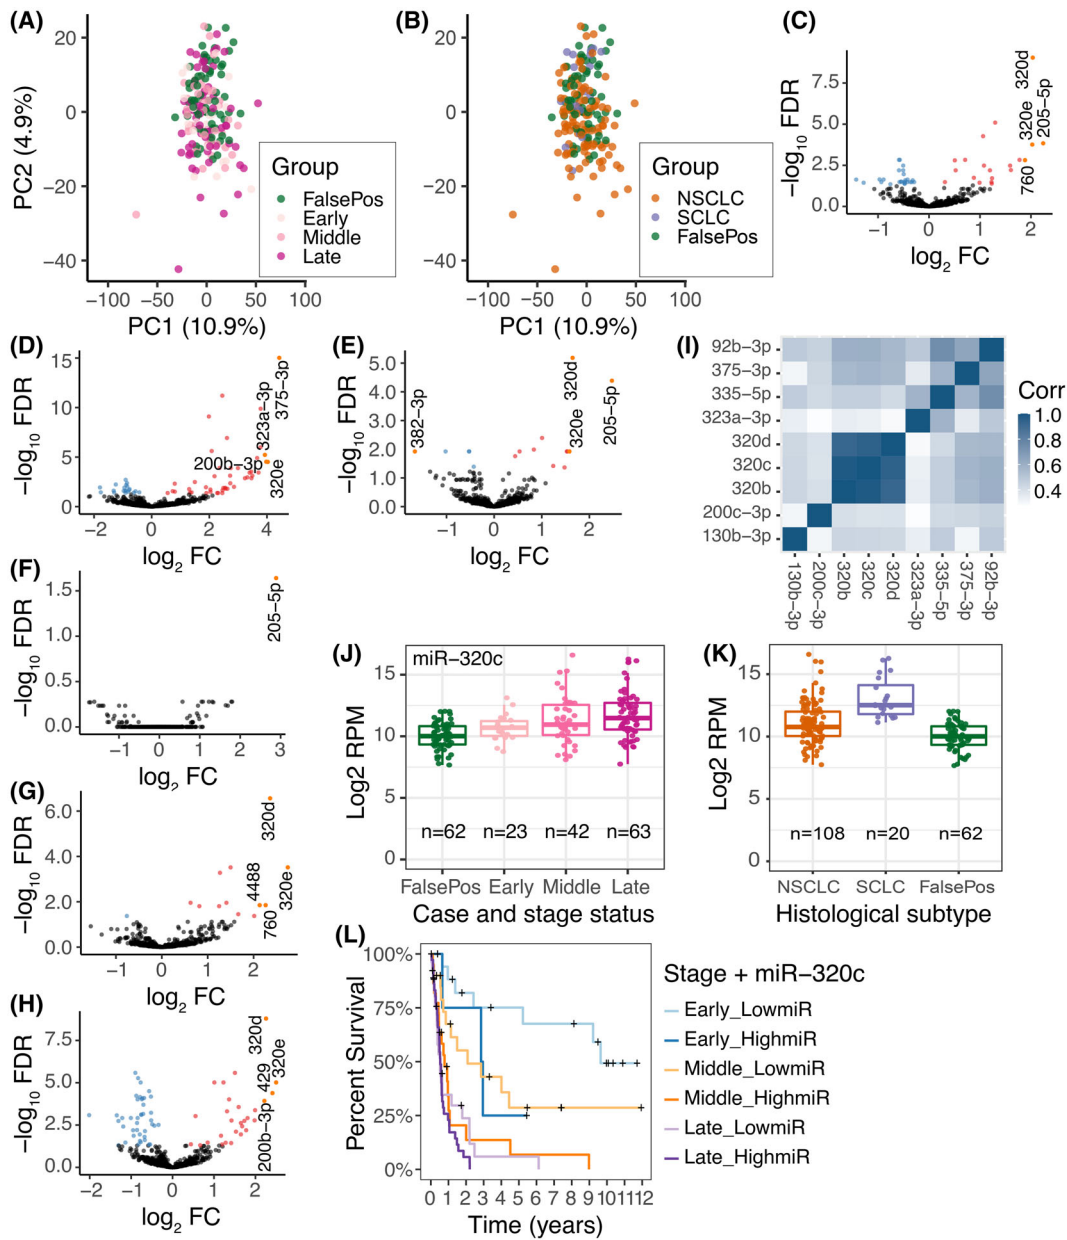 (A)
20
0
−20
−40
−100
−50
0
50
100
PC2 (4.9%)
PC1 (10.9%)
Group
FalsePos
Early
Middle
Late
(B)
20
0
−20
−40
−100
−50
0
50
100
PC1 (10.9%)
Group
NSCLC
SCLC
FalsePos
(C)
7.5
5.0
2.5
0.0
−1
0
1
2
−log10 FDR
log2 FC
320d
320e
205−5p
760
(D)
15
10
5
0
−2
0
2
4
−log10 FDR
log2 FC
375−3p
323a−3p
200b−3p
320e
(E)
5.0
4.0
3.0
2.0
1.0
0.0
−1
0
1
2
−log10 FDR
log2 FC
382−3p
320d
320e
205−5p
(I)
92b−3p
375−3p
335−5p
323a−3p
320d
320c
320b
200c−3p
130b−3p
130b−3p
200c−3p
320b
320c
320d
323a−3p
335−5p
375−3p
92b−3p
Corr
1.0
0.8
0.6
0.4
(F)
1.5
1.0
0.5
0.0
−1
0
1
2
3
−log10 FDR
log2 FC
205−5p
(J)
miR−320c
15
10
5
0
Log2 RPM
n=62
n=23
n=42
n=63
FalsePos
Early
Middle
Late
Case and stage status
(K)
15
10
5
0
Log2 RPM
n=108
n=20
n=62
NSCLC
SCLC
FalsePos
Histological subtype
(G)
6.0
4.0
2.0
0.0
−1
0
1
2
−log10 FDR
log2 FC
320d
4488
320e
760
(H)
7.5
5.0
2.5
0.0
−2
−1
0
1
2
−log10 FDR
log2 FC
320d
320e
429
200b−3p
(L)
100%
75%
50%
25%
0%
Percent Survival
0 1 2 3 4 5 6 7 8 9 10 11 12
Time (years)
Stage + miR−320c
Early_LowmiR
Early_HighmiR
Middle_LowmiR
Middle_HighmiR
Late_LowmiR
Late_HighmiR